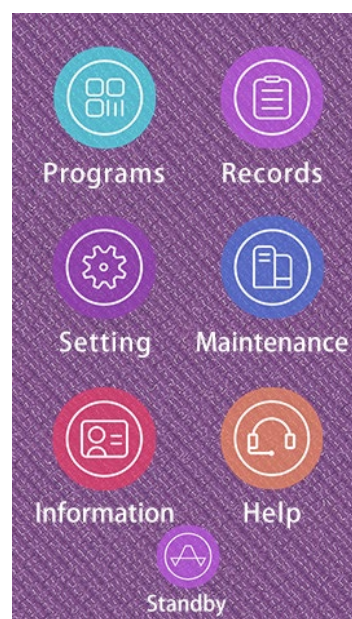 Programs Records
Setting Maintenance
Information Help
Standby